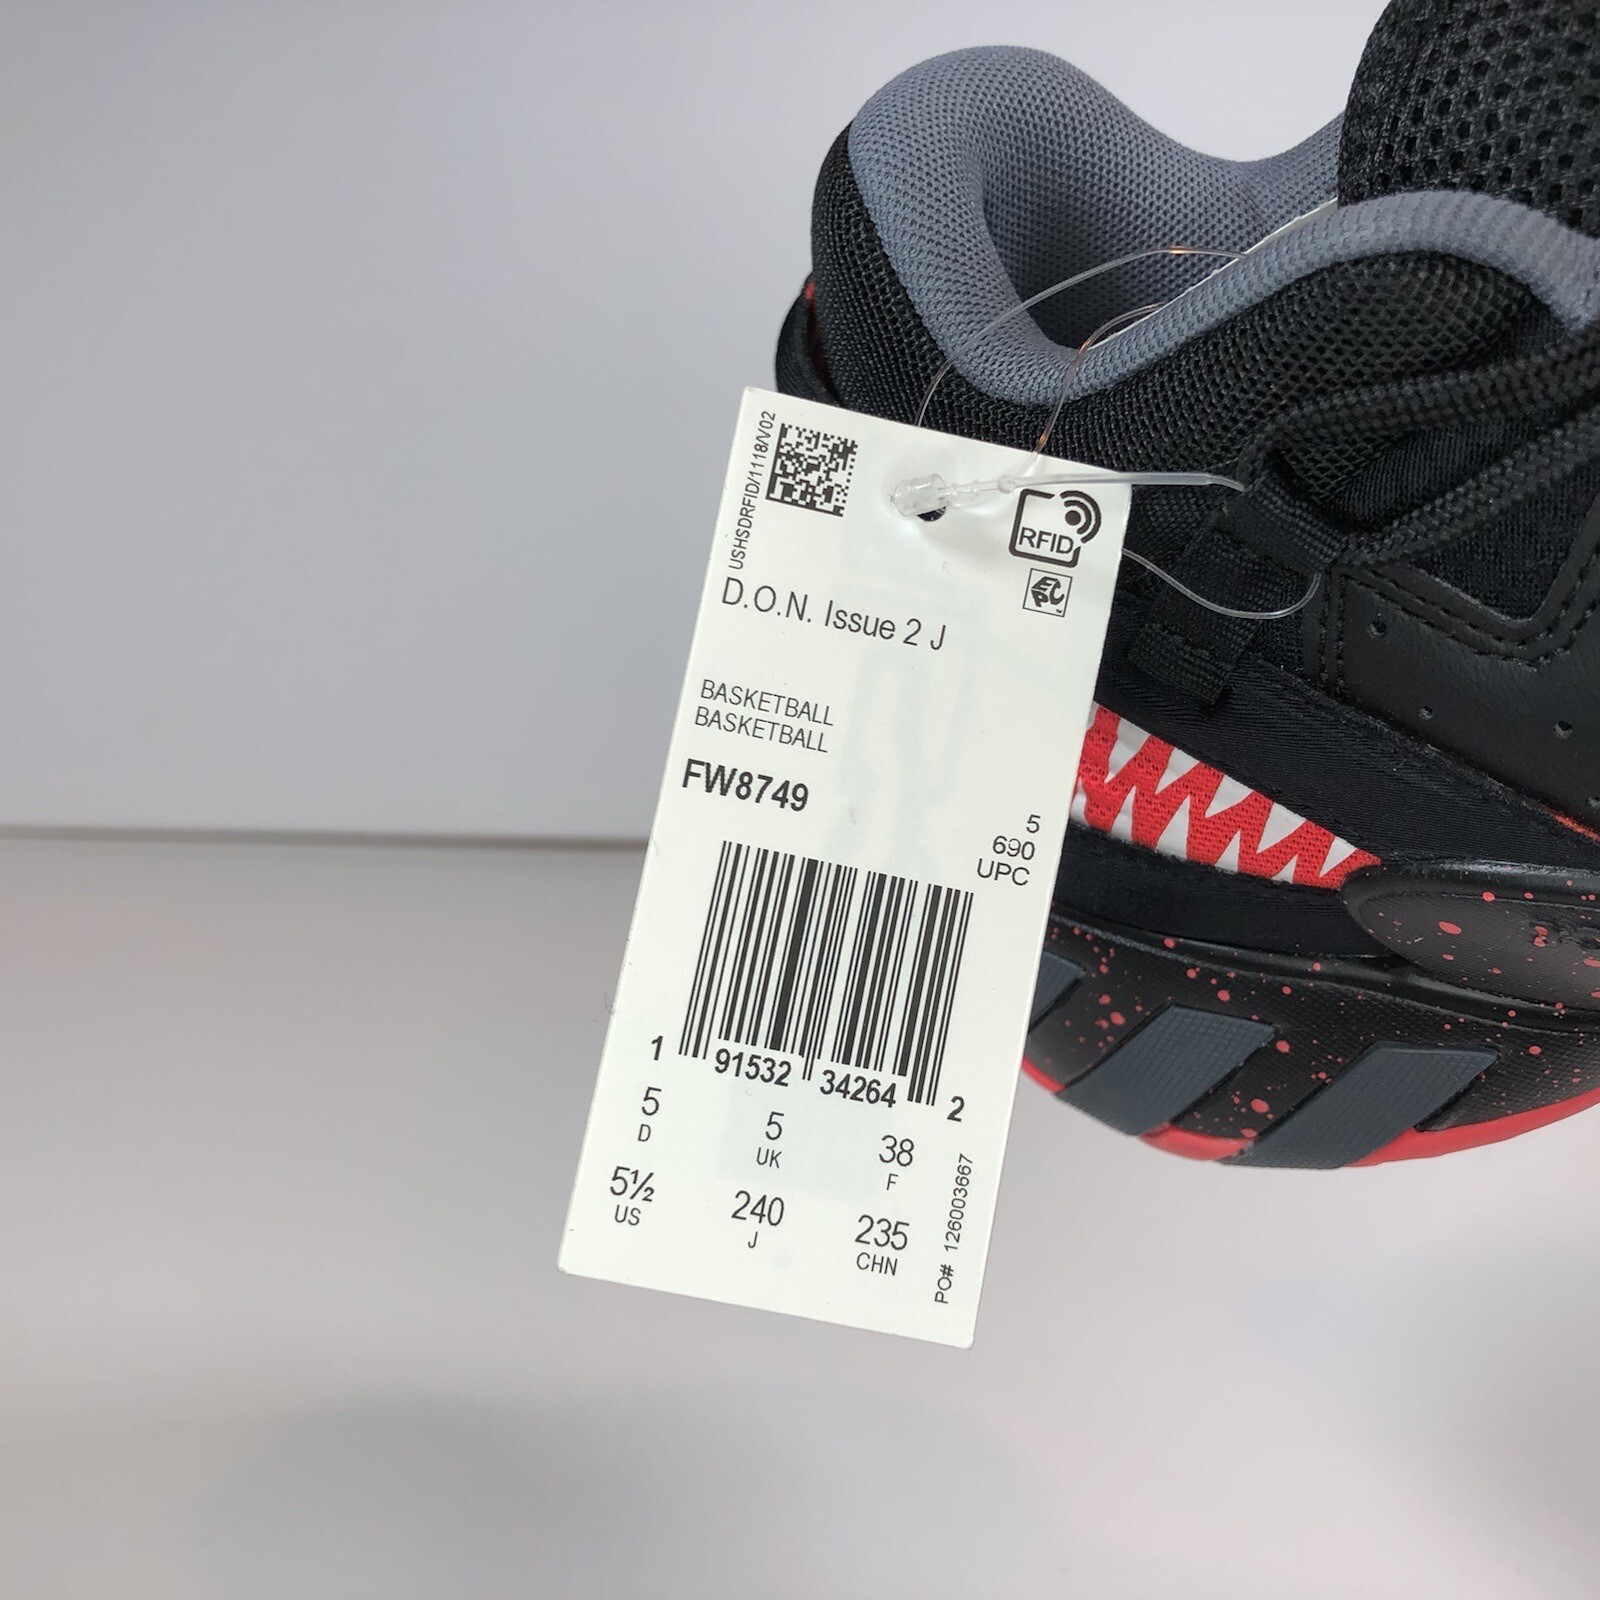 USHSDRFID/1118/V02
RFID
EPC
D.O.N. Issue 2 J
BASKETBALL
BASKETBALL
FW8749
5
690
UPC
1 91532 34264 2
5 5 38
D UK F
5½ 240 235
US J CHN
PO# 126003667